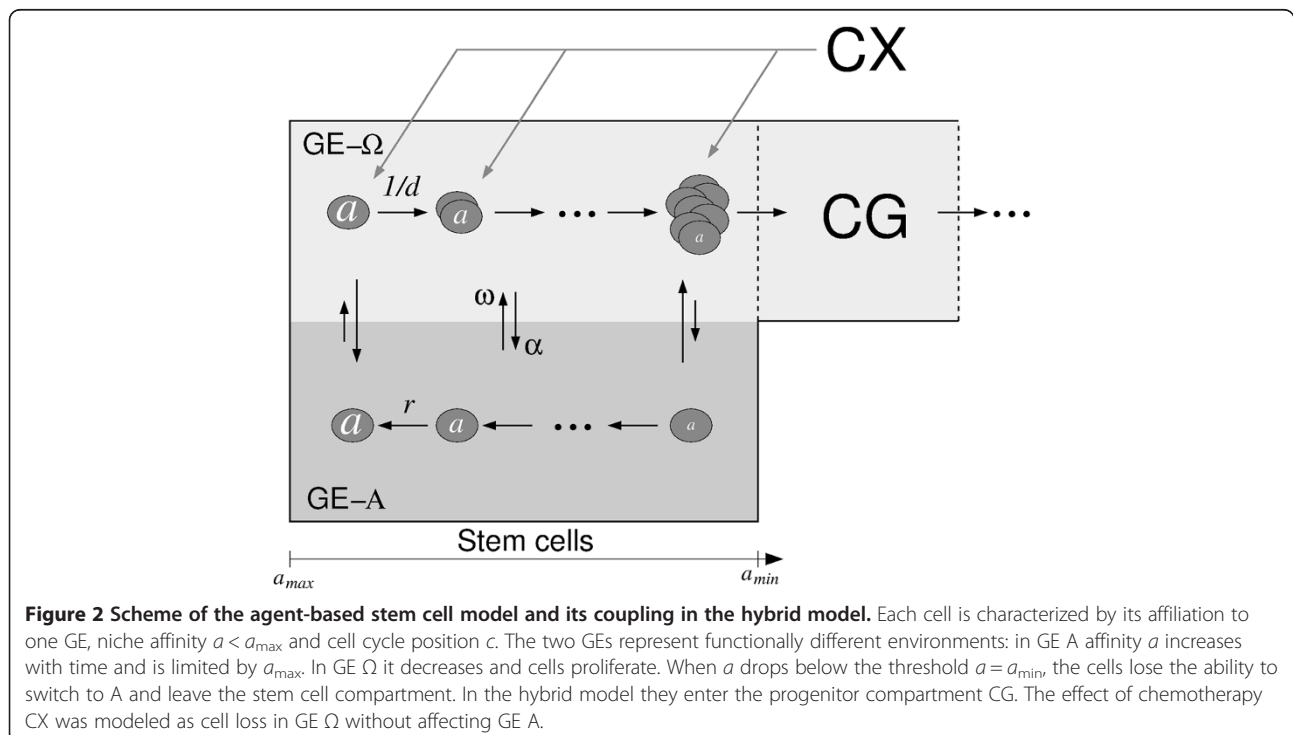 CX
GE–Ω
a 1/d a ••• a CG •••
ω
α
a r a ••• a
GE–A
Stem cells
a_max a_min
Figure 2 Scheme of the agent-based stem cell model and its coupling in the hybrid model. Each cell is characterized by its affiliation to
one GE, niche affinity a < a_max and cell cycle position c. The two GEs represent functionally different environments: in GE A affinity a increases
with time and is limited by a_max. In GE Ω it decreases and cells proliferate. When a drops below the threshold a = a_min, the cells lose the ability to
switch to A and leave the stem cell compartment. In the hybrid model they enter the progenitor compartment CG. The effect of chemotherapy
CX was modeled as cell loss in GE Ω without affecting GE A.